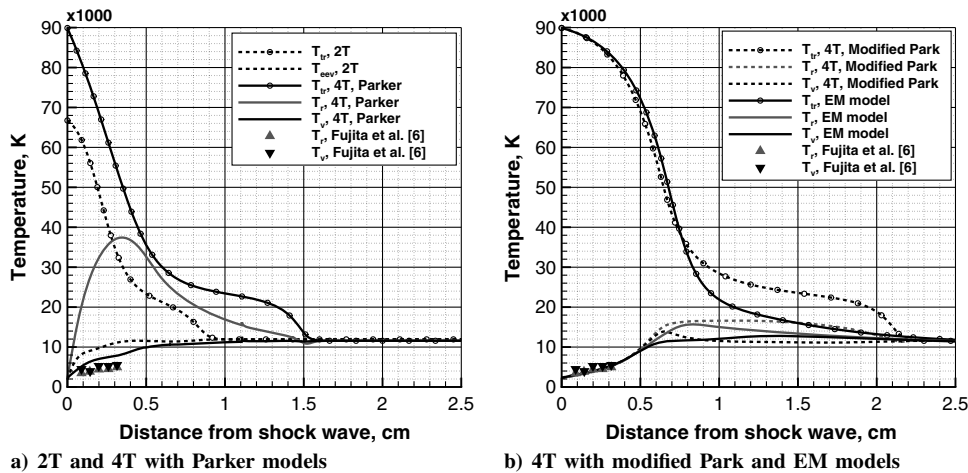 x1000
90
80
70
60
50
40
30
20
10
0
Temperature, K
T_tr, 2T
T_eev, 2T
T_tr, 4T, Parker
T_r, 4T, Parker
T_v, 4T, Parker
T_r, Fujita et al. [6]
T_v, Fujita et al. [6]
0 0.5 1 1.5 2 2.5
Distance from shock wave, cm
a) 2T and 4T with Parker models
x1000
90
80
70
60
50
40
30
20
10
0
Temperature, K
T_tr, 4T, Modified Park
T_r, 4T, Modified Park
T_v, 4T, Modified Park
T_tr, EM model
T_r, EM model
T_v, EM model
T_r, Fujita et al. [6]
T_v, Fujita et al. [6]
0 0.5 1 1.5 2 2.5
Distance from shock wave, cm
b) 4T with modified Park and EM models